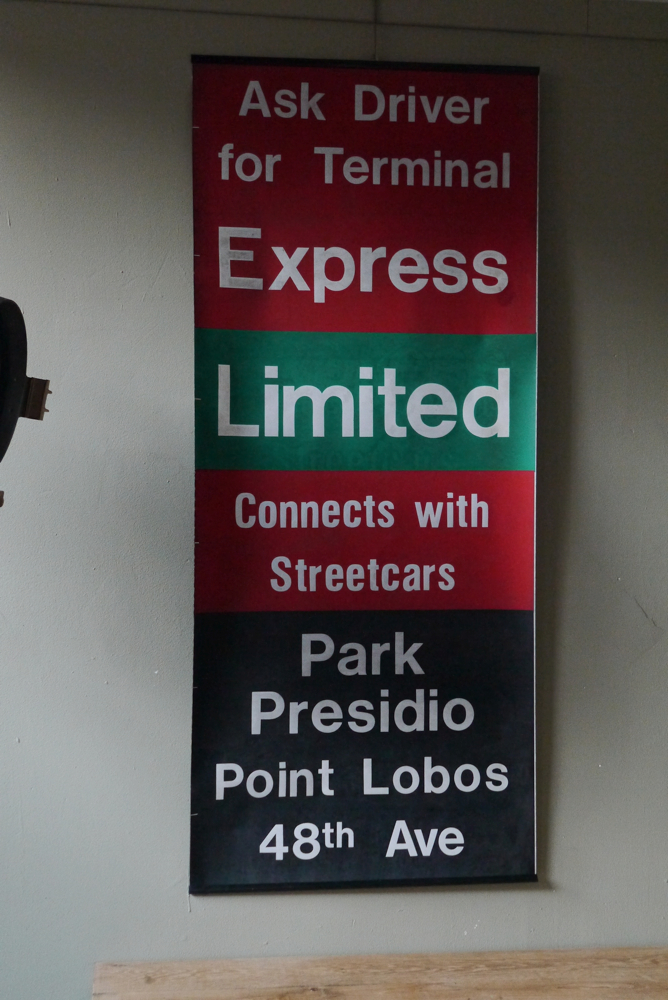 Ask Driver
for Terminal
Express
Limited
Connects with
Streetcars
Park
Presidio
Point Lobos
48th Ave